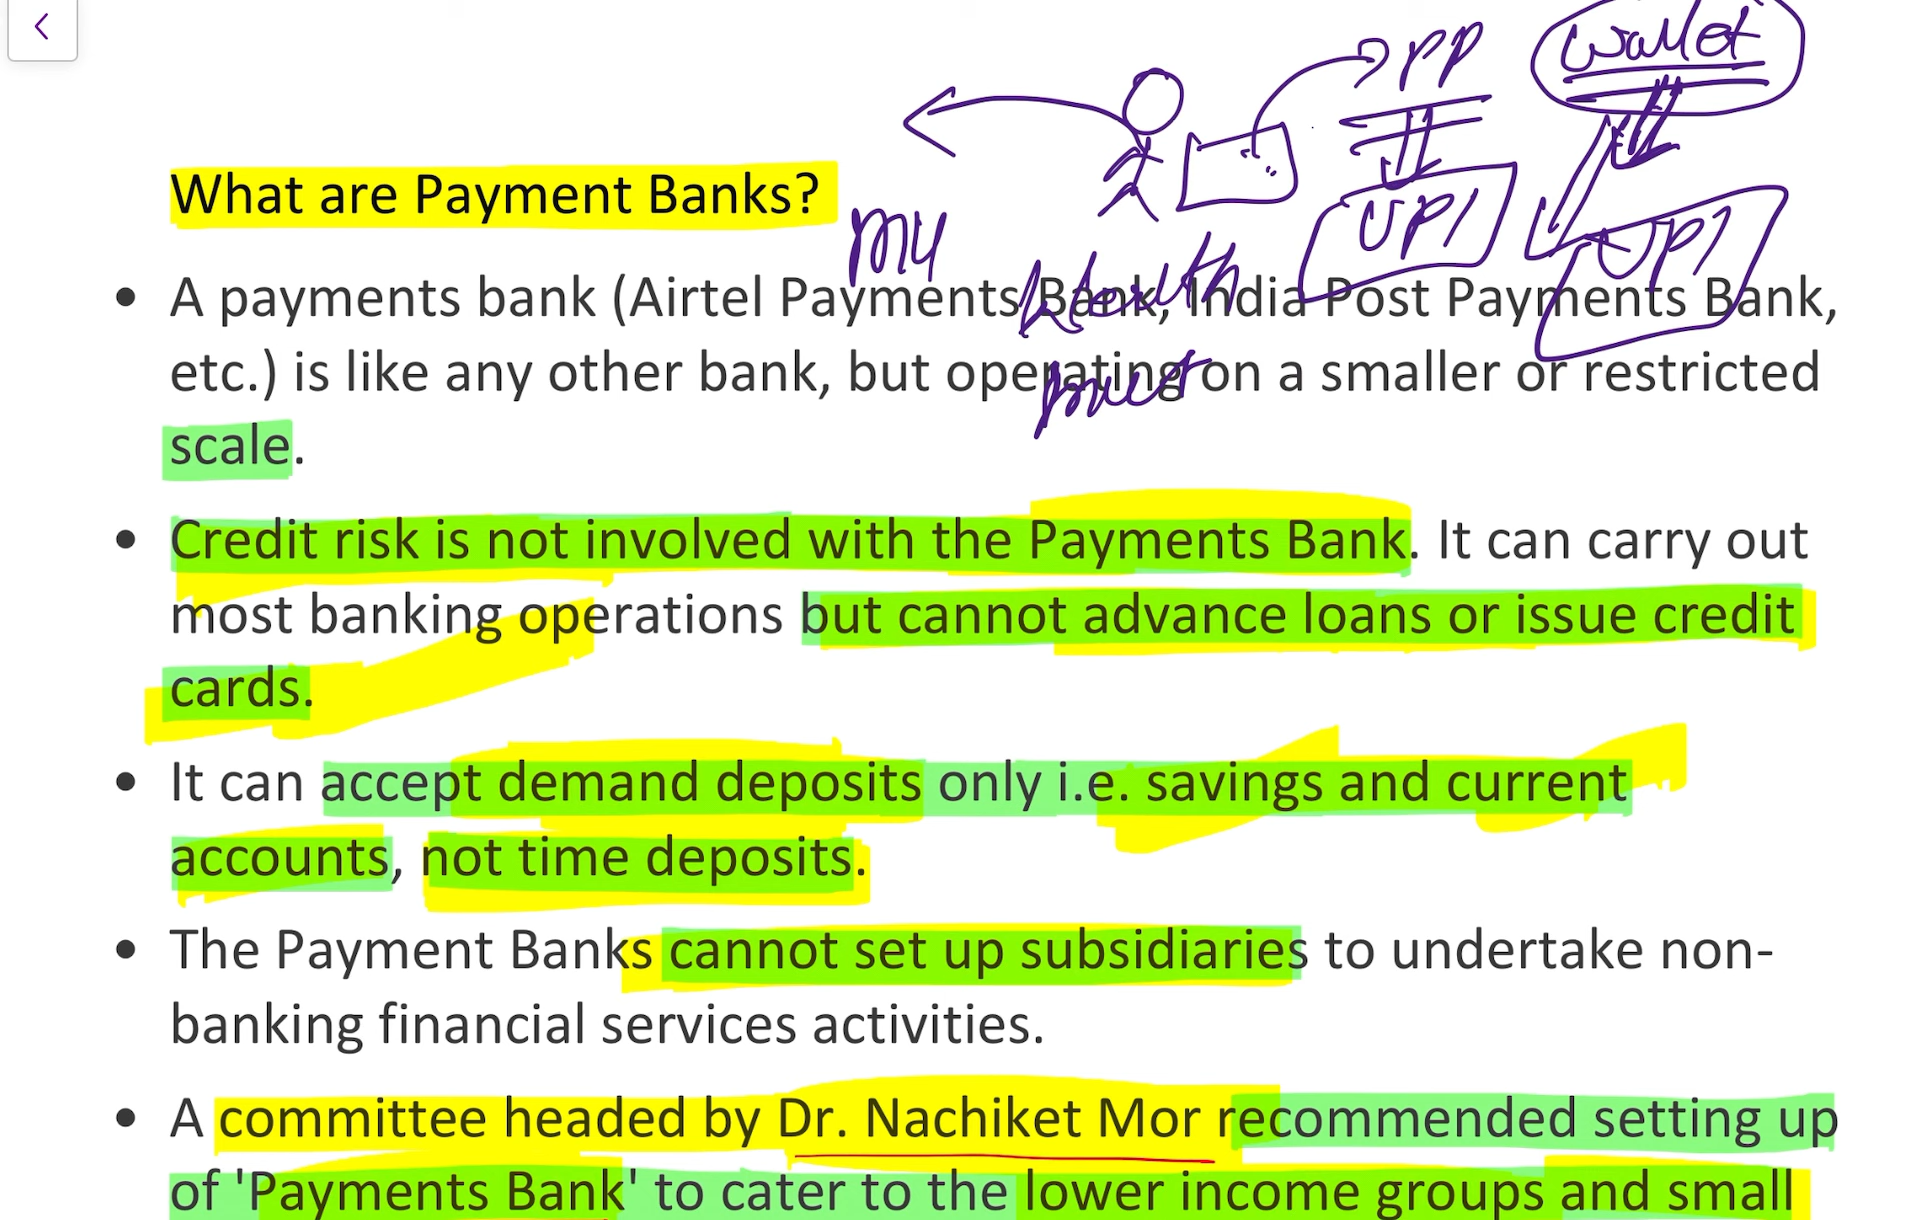 wallet
PP
What are Payment Banks?
UPI
UPI
my
A payments bank (Airtel Payments Bank, India Post Payments Bank,
etc.) is like any other bank, but operating on a smaller or restricted
scale.
Credit risk is not involved with the Payments Bank. It can carry out
most banking operations but cannot advance loans or issue credit
cards.
It can accept demand deposits only i.e. savings and current
accounts, not time deposits.
The Payment Banks cannot set up subsidiaries to undertake non-
banking financial services activities.
A committee headed by Dr. Nachiket Mor recommended setting up
of 'Payments Bank' to cater to the lower income groups and small